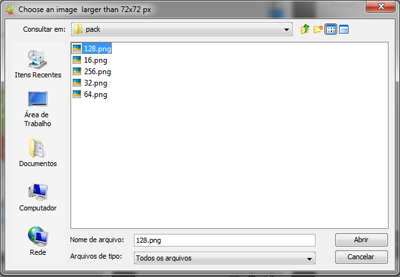 Choose an image larger than 72x72 px
Consultar em:
pack
128.png
16.png
256.png
32.png
64.png
Itens Recentes
Área de
Trabalho
Documentos
Computador
Rede
Nome de arquivo:
128.png
Abrir
Arquivos de tipo:
Todos os arquivos
Cancelar